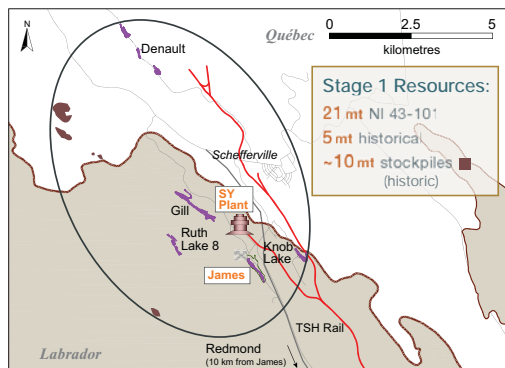 N
Denault
Québec
0
2.5
5
kilometres
Stage 1 Resources:
21 mt NI 43-101
5 mt historical
~10 mt stockpiles
(historic)
Schefferville
SY
Plant
Gill
Ruth
Lake 8
Knob
Lake
James
TSH Rail
Labrador
Redmond
(10 km from James)